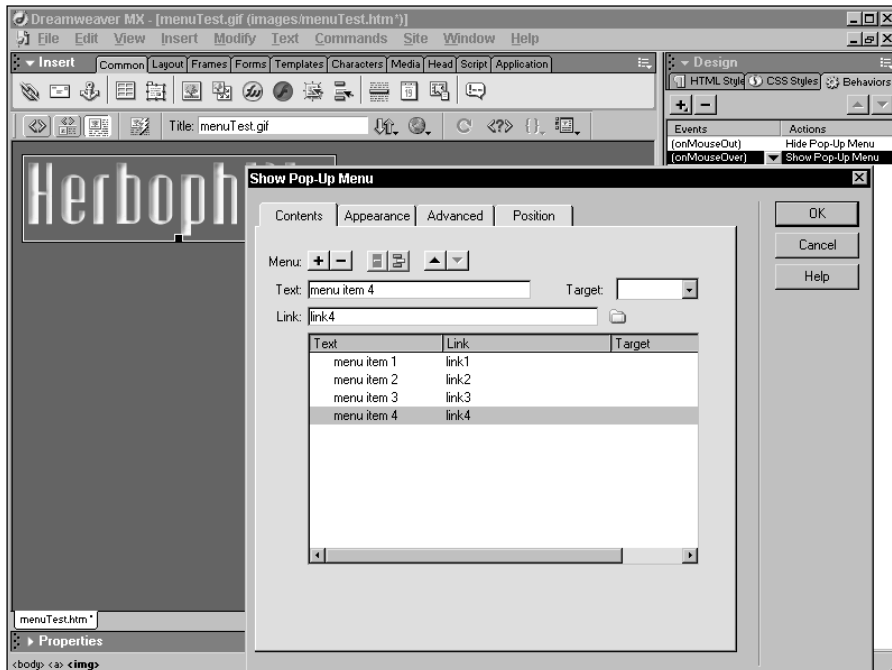 Dreamweaver MX - [menuTest.gif (images/menuTest.htm*)]
File Edit View Insert Modify Text Commands Site Window Help
Insert Common Layout Frames Forms Templates Characters Media Head Script Application
Design
HTML Style CSS Styles Behaviors
Title: menuTest.gif
Events Actions
(onMouseOut) Hide Pop-Up Menu
(onMouseOver) Show Pop-Up Menu
Show Pop-Up Menu
Contents Appearance Advanced Position
OK
Cancel
Help
Menu:
Text: menu item 4 Target:
Link: link4
Text Link Target
menu item 1 link1
menu item 2 link2
menu item 3 link3
menu item 4 link4
menuTest.htm*
Properties
<body> <a> <img>